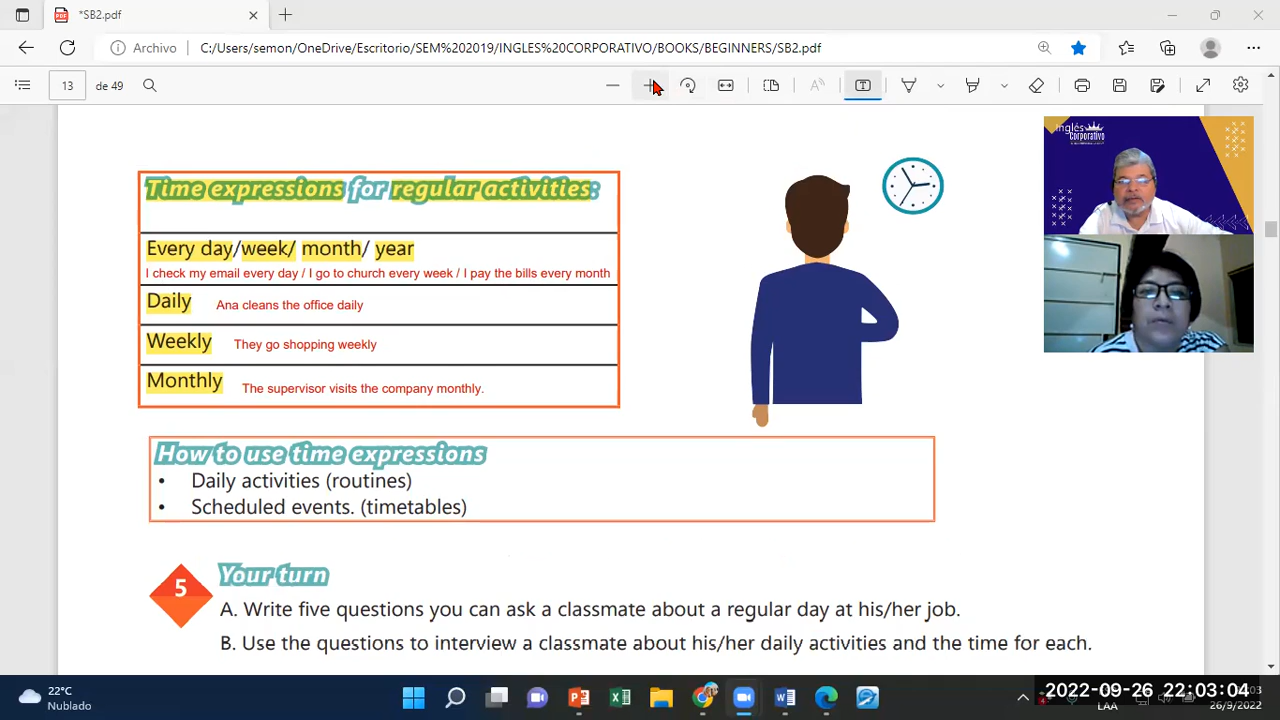 *SB2.pdf
Archivo
C:/Users/semon/OneDrive/Escritorio/SEM%202019/INGLES%20CORPORATIVO/BOOKS/BEGINNERS/SB2.pdf
13 de 49
Time expressions for regular activities:
Every day/week/ month/ year
I check my email every day / I go to church every week / I pay the bills every month
Daily Ana cleans the office daily
Weekly They go shopping weekly
Monthly The supervisor visits the company monthly.
How to use time expressions
• Daily activities (routines)
• Scheduled events. (timetables)
5 Your turn
A. Write five questions you can ask a classmate about a regular day at his/her job.
B. Use the questions to interview a classmate about his/her daily activities and the time for each.
Inglés
Corporativo
22°C
Nublado
2022-09-26 22:03:04
LAA
26/9/2022